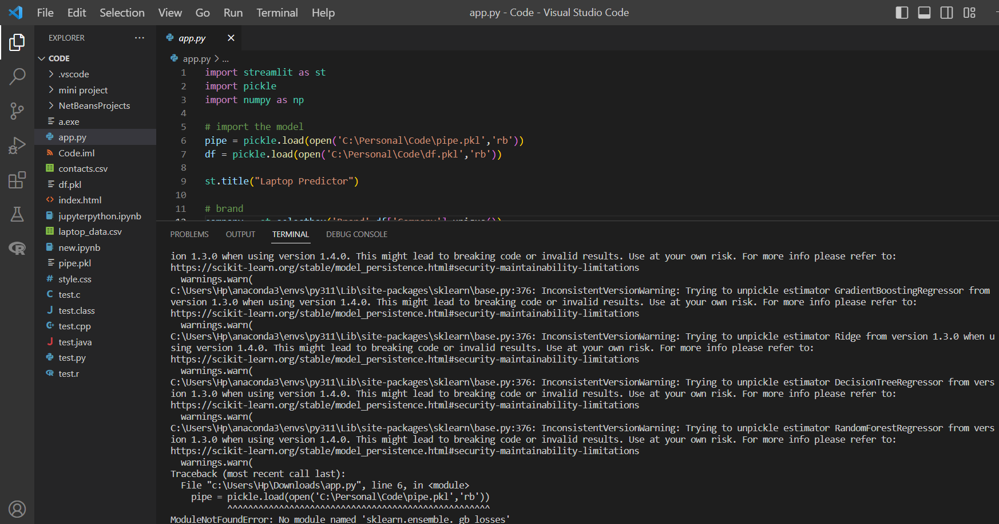 File Edit Selection View Go Run Terminal Help
app.py - Code - Visual Studio Code
EXPLORER ...
CODE
.vscode
mini project
NetBeansProjects
a.exe
app.py
Code.iml
contacts.csv
df.pkl
index.html
jupyterpython.ipynb
laptop_data.csv
new.ipynb
pipe.pkl
style.css
test.c
test.class
test.cpp
test.java
test.py
test.r
app.py
app.py > ...
1 import streamlit as st
2 import pickle
3 import numpy as np
4
5 # import the model
6 pipe = pickle.load(open('C:\Personal\Code\pipe.pkl','rb'))
7 df = pickle.load(open('C:\Personal\Code\df.pkl','rb'))
8
9 st.title("Laptop Predictor")
10
11 # brand
12 company = st.selectbox('Brand',df['Company'].unique())
PROBLEMS OUTPUT TERMINAL DEBUG CONSOLE
ion 1.3.0 when using version 1.4.0. This might lead to breaking code or invalid results. Use at your own risk. For more info please refer to:
https://scikit-learn.org/stable/model_persistence.html#security-maintainability-limitations
warnings.warn(
C:\Users\Hp\anaconda3\envs\py311\Lib\site-packages\sklearn\base.py:376: InconsistentVersionWarning: Trying to unpickle estimator GradientBoostingRegressor from
version 1.3.0 when using version 1.4.0. This might lead to breaking code or invalid results. Use at your own risk. For more info please refer to:
https://scikit-learn.org/stable/model_persistence.html#security-maintainability-limitations
warnings.warn(
C:\Users\Hp\anaconda3\envs\py311\Lib\site-packages\sklearn\base.py:376: InconsistentVersionWarning: Trying to unpickle estimator Ridge from version 1.3.0 when u
sing version 1.4.0. This might lead to breaking code or invalid results. Use at your own risk. For more info please refer to:
https://scikit-learn.org/stable/model_persistence.html#security-maintainability-limitations
warnings.warn(
C:\Users\Hp\anaconda3\envs\py311\Lib\site-packages\sklearn\base.py:376: InconsistentVersionWarning: Trying to unpickle estimator DecisionTreeRegressor from vers
ion 1.3.0 when using version 1.4.0. This might lead to breaking code or invalid results. Use at your own risk. For more info please refer to:
https://scikit-learn.org/stable/model_persistence.html#security-maintainability-limitations
warnings.warn(
C:\Users\Hp\anaconda3\envs\py311\Lib\site-packages\sklearn\base.py:376: InconsistentVersionWarning: Trying to unpickle estimator RandomForestRegressor from vers
ion 1.3.0 when using version 1.4.0. This might lead to breaking code or invalid results. Use at your own risk. For more info please refer to:
https://scikit-learn.org/stable/model_persistence.html#security-maintainability-limitations
warnings.warn(
Traceback (most recent call last):
File "c:\Users\Hp\Downloads\app.py", line 6, in <module>
pipe = pickle.load(open('C:\Personal\Code\pipe.pkl','rb'))
^^^^^^^^^^^^^^^^^^^^^^^^^^^^^^^^^^^^^^^^^^^^^^^^^^^
ModuleNotFoundError: No module named 'sklearn.ensemble._gb_losses'